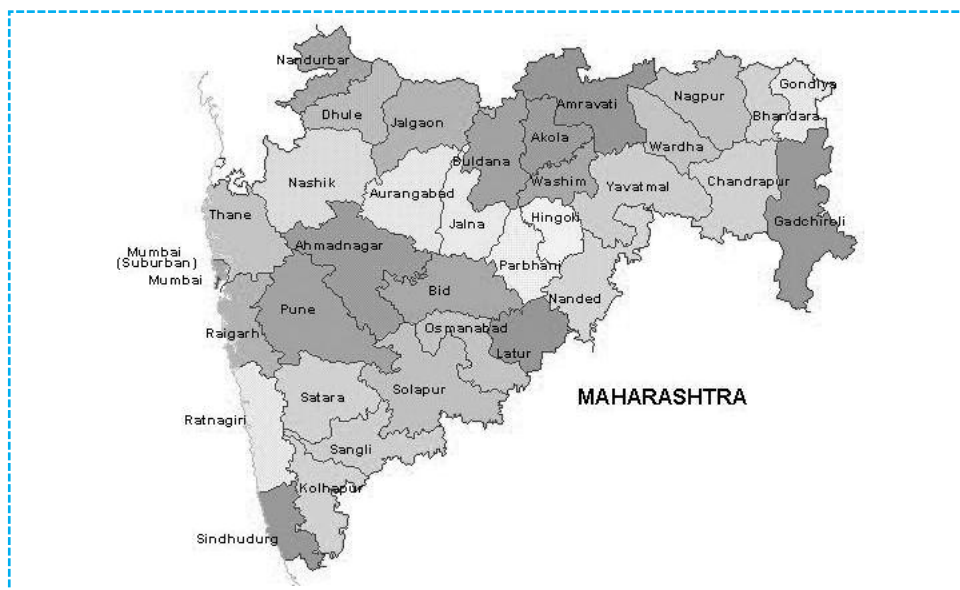 Nandurbar
Gondiya
Nagpur
Amravati
Dhule
Bhandara
Jalgaon
Akola
Wardha
Buldana
Nashik
Washim
Yavatmal
Chandrapur
Aurangabad
Thane
Jalna
Hingoli
Gadchireli
Ahmadnagar
Mumbai
(Suburban)
Parbhani
Mumbai
Bid
Nanded
Pune
Osmanabad
Raigarh
Latur
Solapur
Satara
MAHARASHTRA
Ratnagiri
Sangli
Kolhapur
Sindhudurg